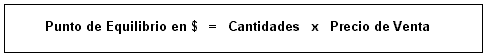 Punto de Equilibrio en $ = Cantidades x Precio de Venta